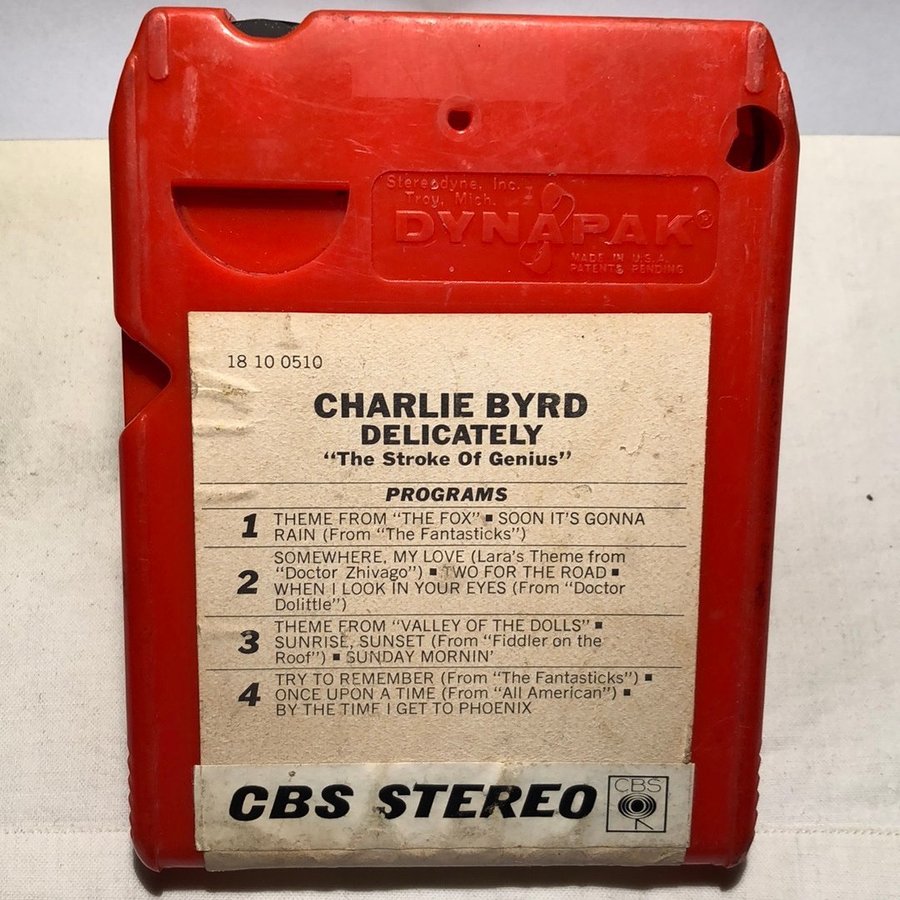 Stereodyne, Inc.
Troy, Mich.
DYNAPAK®
MADE IN U.S.A.
PATENTS PENDING
18 10 0510
CHARLIE BYRD
DELICATELY
"The Stroke Of Genius"
PROGRAMS
1 THEME FROM "THE FOX" ■ SOON IT'S GONNA
RAIN (From "The Fantasticks")
SOMEWHERE, MY LOVE (Lara's Theme from
2 "Doctor Zhivago") ■ TWO FOR THE ROAD ■
WHEN I LOOK IN YOUR EYES (From "Doctor
Dolittle")
THEME FROM "VALLEY OF THE DOLLS" ■
3 SUNRISE, SUNSET (From "Fiddler on the
Roof") ■ SUNDAY MORNIN'
TRY TO REMEMBER (From "The Fantasticks") ■
4 ONCE UPON A TIME (From "All American") ■
BY THE TIME I GET TO PHOENIX
CBS STEREO
CBS